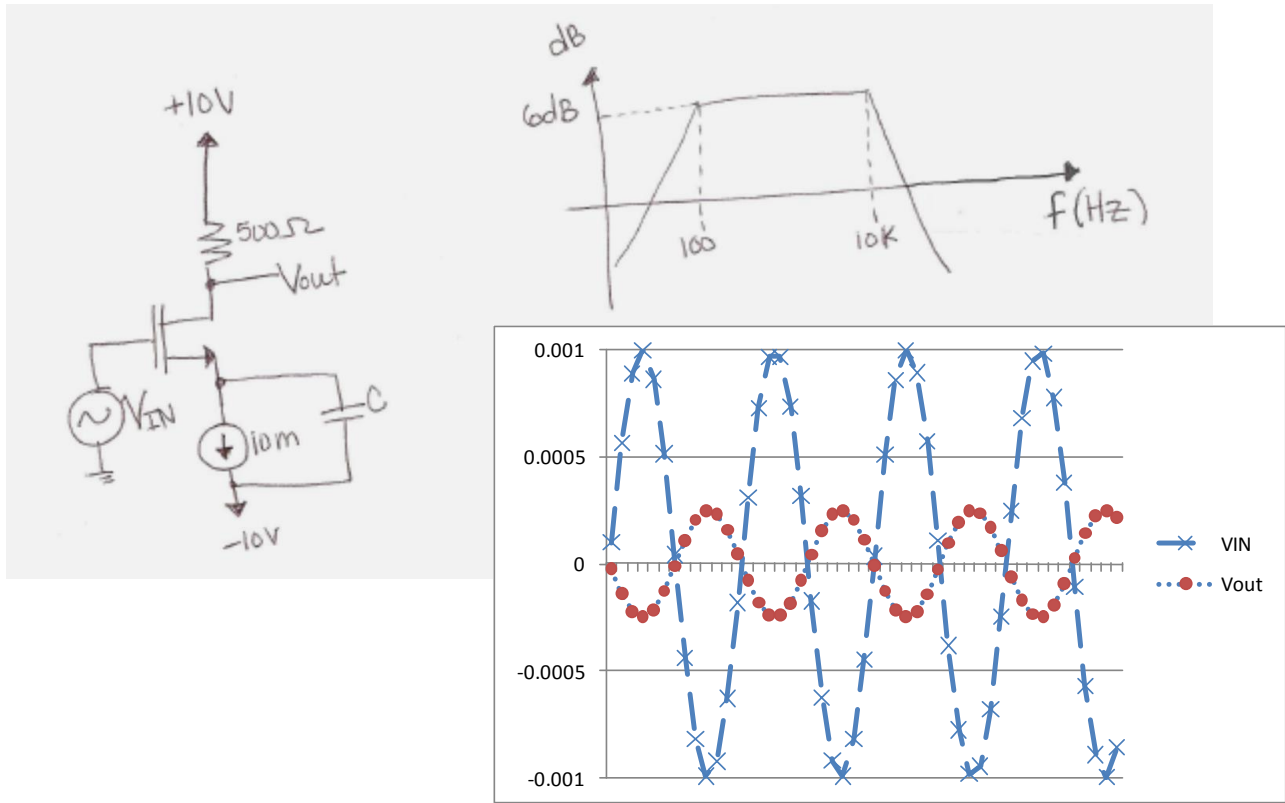 +10V
500Ω
Vout
VIN
10m
C
-10V
dB
6dB
100
10K
f(Hz)
0.001
0.0005
0
-0.0005
-0.001
VIN
Vout